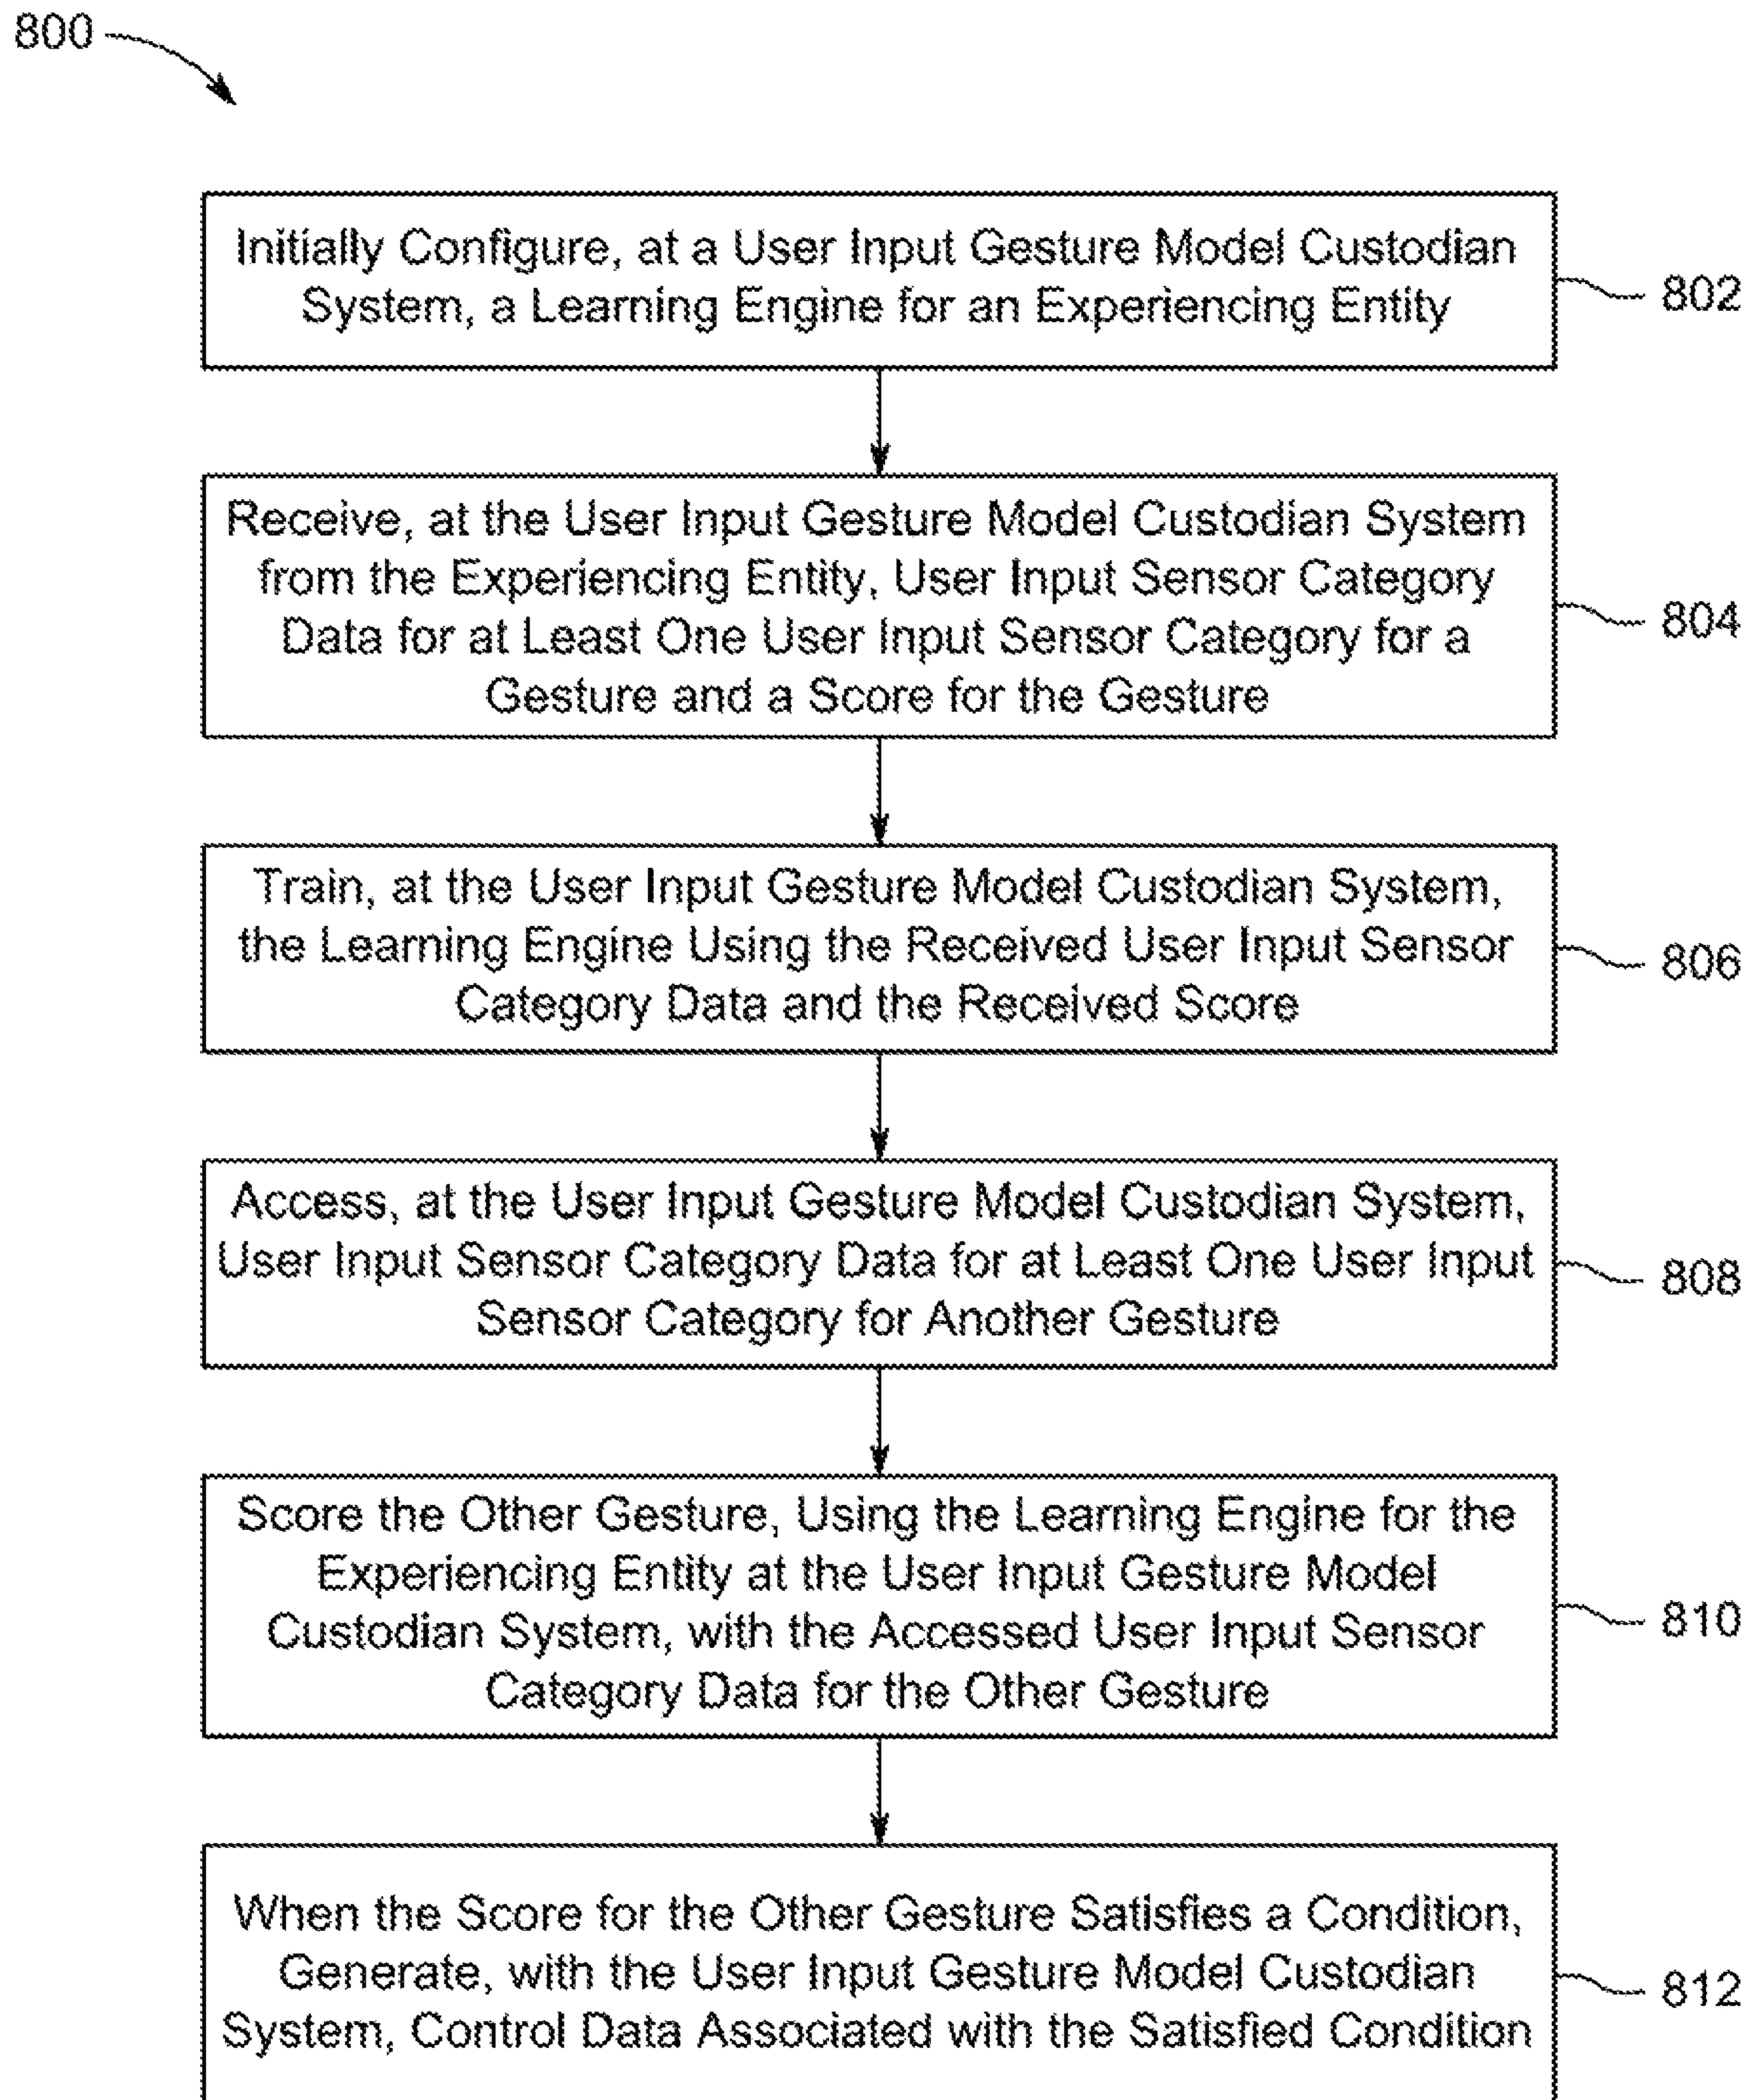 800
Initially Configure, at a User Input Gesture Model Custodian
System, a Learning Engine for an Experiencing Entity
802
Receive, at the User Input Gesture Model Custodian System
from the Experiencing Entity, User Input Sensor Category
Data for at Least One User Input Sensor Category for a
Gesture and a Score for the Gesture
804
Train, at the User Input Gesture Model Custodian System,
the Learning Engine Using the Received User Input Sensor
Category Data and the Received Score
806
Access, at the User Input Gesture Model Custodian System,
User Input Sensor Category Data for at Least One User Input
Sensor Category for Another Gesture
808
Score the Other Gesture, Using the Learning Engine for the
Experiencing Entity at the User Input Gesture Model
Custodian System, with the Accessed User Input Sensor
Category Data for the Other Gesture
810
When the Score for the Other Gesture Satisfies a Condition,
Generate, with the User Input Gesture Model Custodian
System, Control Data Associated with the Satisfied Condition
812